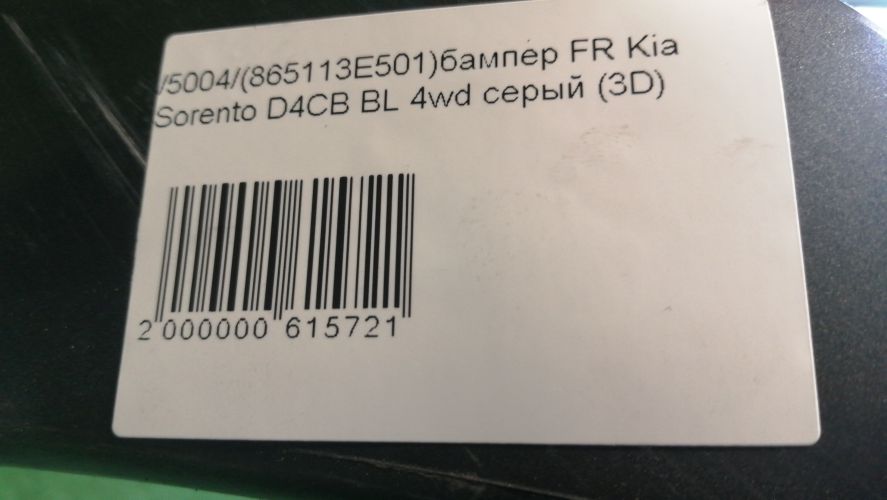 /5004/(865113E501)бампер FR Kia
Sorento D4CB BL 4wd серый (3D)
2 000000 615721